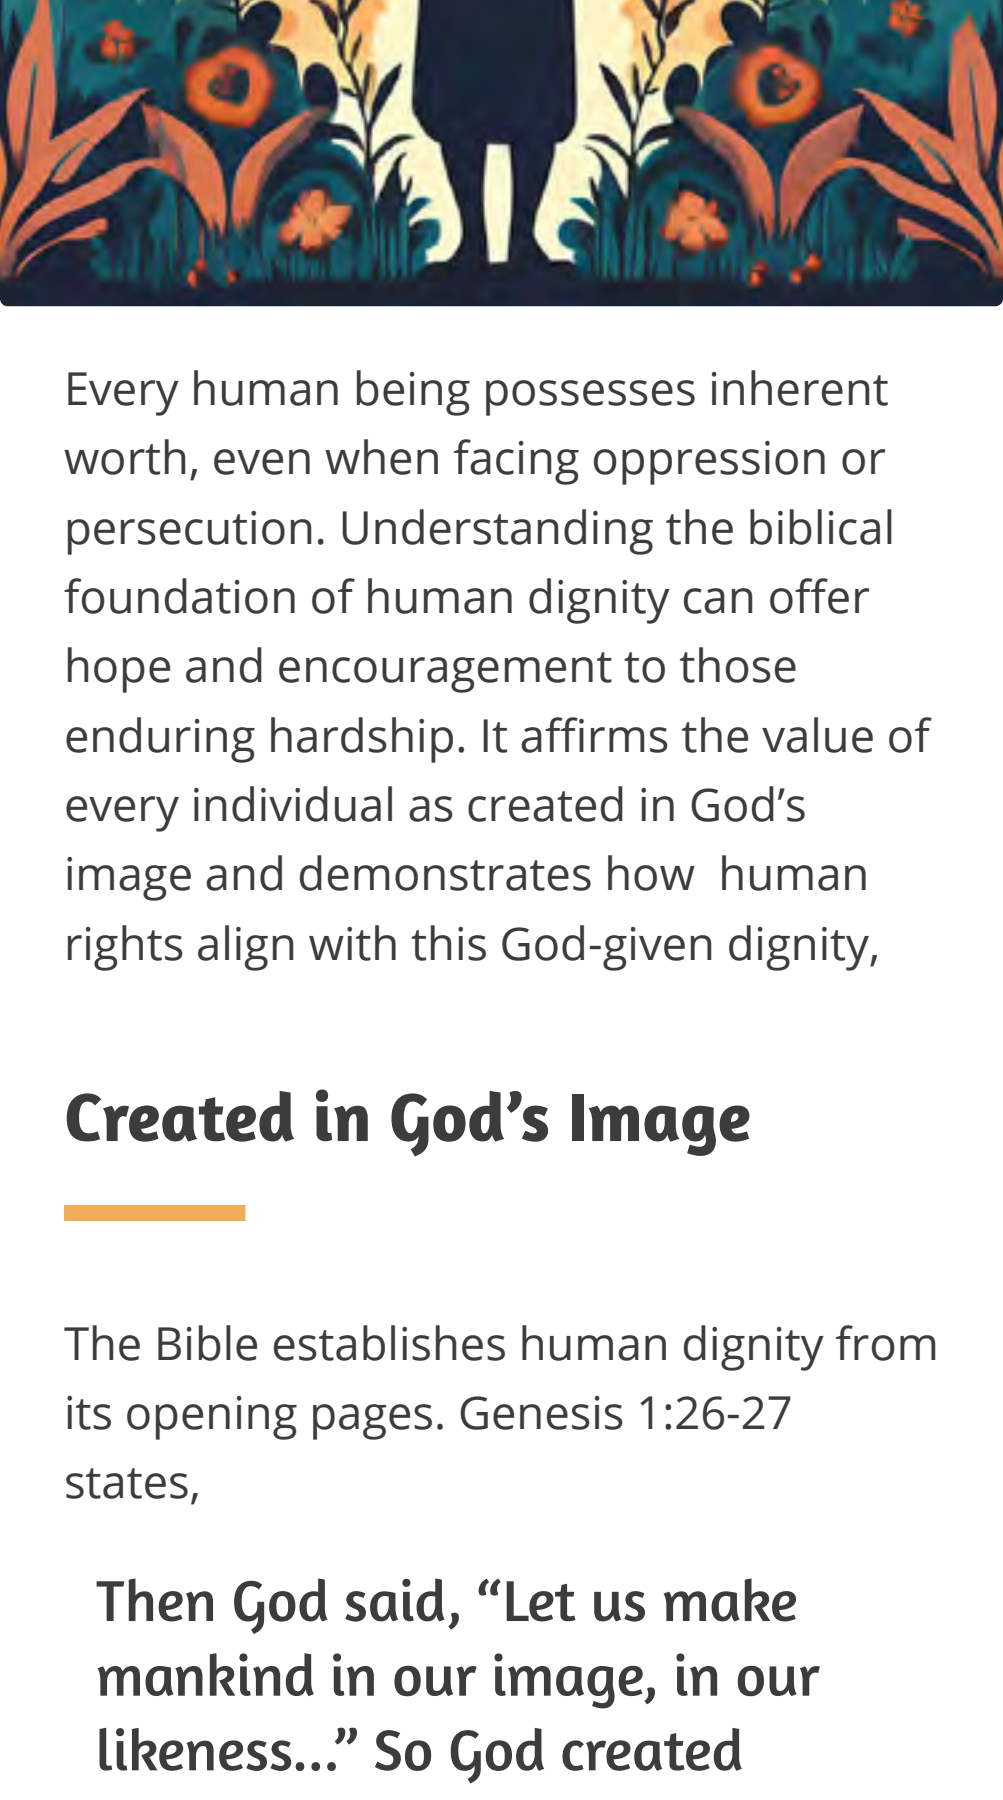 Every human being possesses inherent
worth, even when facing oppression or
persecution. Understanding the biblical
foundation of human dignity can offer
hope and encouragement to those
enduring hardship. It affirms the value of
every individual as created in God’s
image and demonstrates how  human
rights align with this God-given dignity,
Created in God’s Image
The Bible establishes human dignity from
its opening pages. Genesis 1:26-27
states,
Then God said, “Let us make
mankind in our image, in our
likeness…” So God created